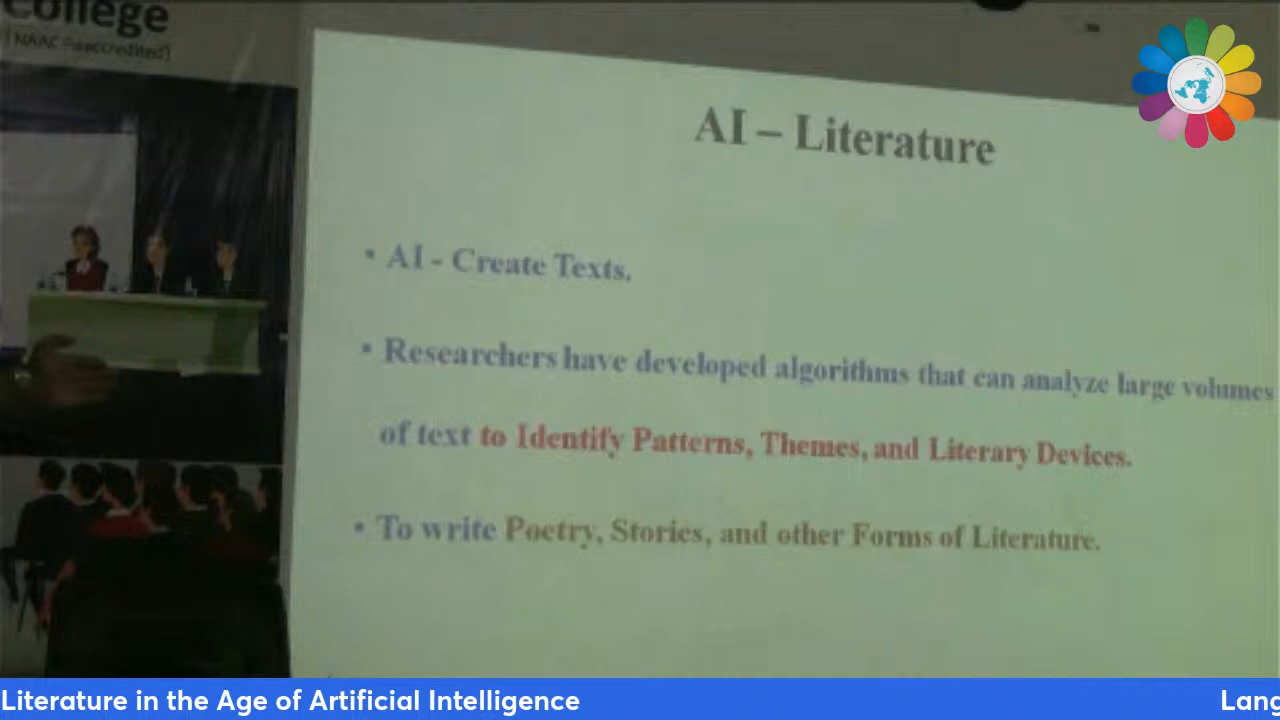 College
[NAAC Reaccredited]
AI – Literature
• AI - Create Texts.
• Researchers have developed algorithms that can analyze large volumes
of text to Identify Patterns, Themes, and Literary Devices.
• To write Poetry, Stories, and other Forms of Literature.
Literature in the Age of Artificial Intelligence
Lang